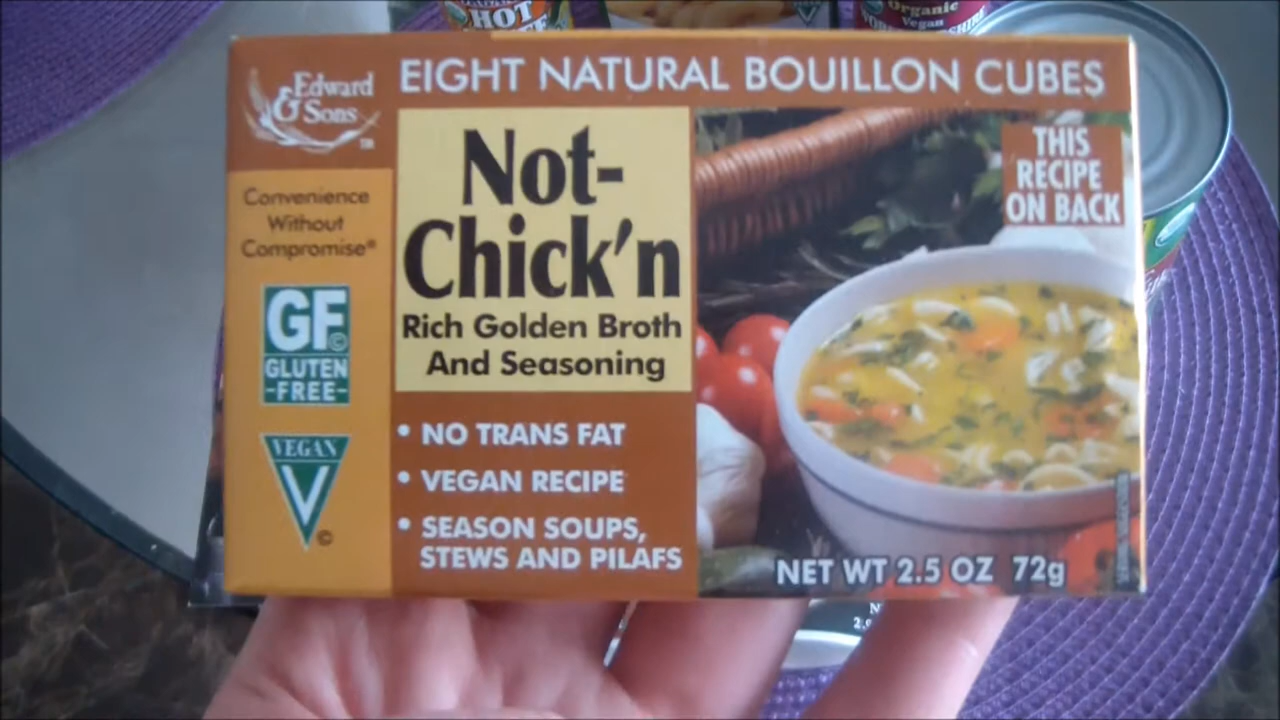 HOT
Organic
Vegan
Edward
& Sons
TM
EIGHT NATURAL BOUILLON CUBES
Convenience
Without
Compromise®
GF©
GLUTEN
-FREE-
VEGAN
V
©
Not-
Chick'n
Rich Golden Broth
And Seasoning
• NO TRANS FAT
• VEGAN RECIPE
• SEASON SOUPS,
STEWS AND PILAFS
THIS
RECIPE
ON BACK
NET WT 2.5 OZ 72g